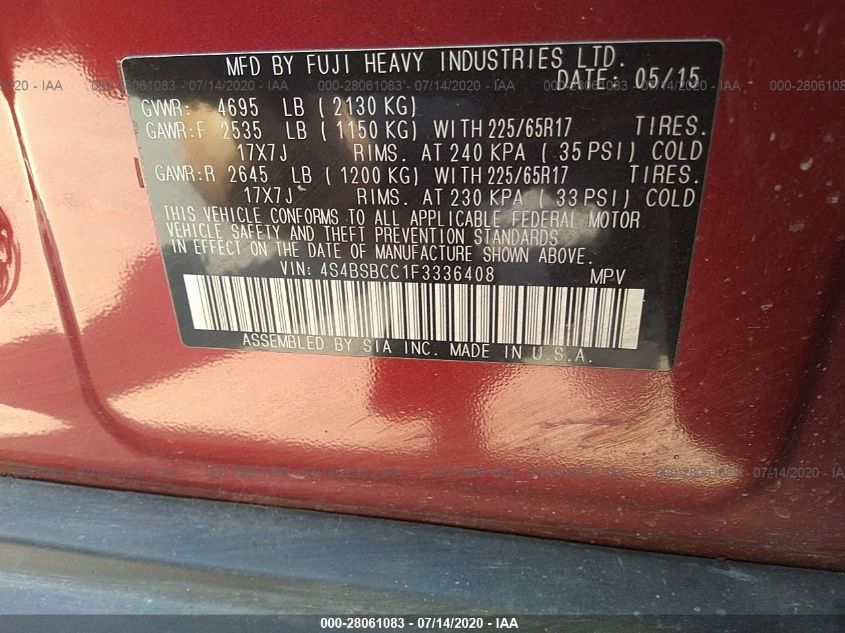 MFD BY FUJI HEAVY INDUSTRIES LTD.
DATE: 05/15
GVWR: 4695 LB ( 2130 KG)
GAWR:F 2535 LB ( 1150 KG) WITH 225/65R17 TIRES.
17X7J RIMS. AT 240 KPA ( 35 PSI) COLD
GAWR:R 2645 LB ( 1200 KG) WITH 225/65R17 TIRES.
17X7J RIMS. AT 230 KPA ( 33 PSI) COLD
THIS VEHICLE CONFORMS TO ALL APPLICABLE FEDERAL MOTOR
VEHICLE SAFETY AND THEFT PREVENTION STANDARDS
IN EFFECT ON THE DATE OF MANUFACTURE SHOWN ABOVE.
VIN: 4S4BSBCC1F3336408 MPV
ASSEMBLED BY SIA INC. MADE IN U.S.A.
000-28061083 - 07/14/2020 - IAA